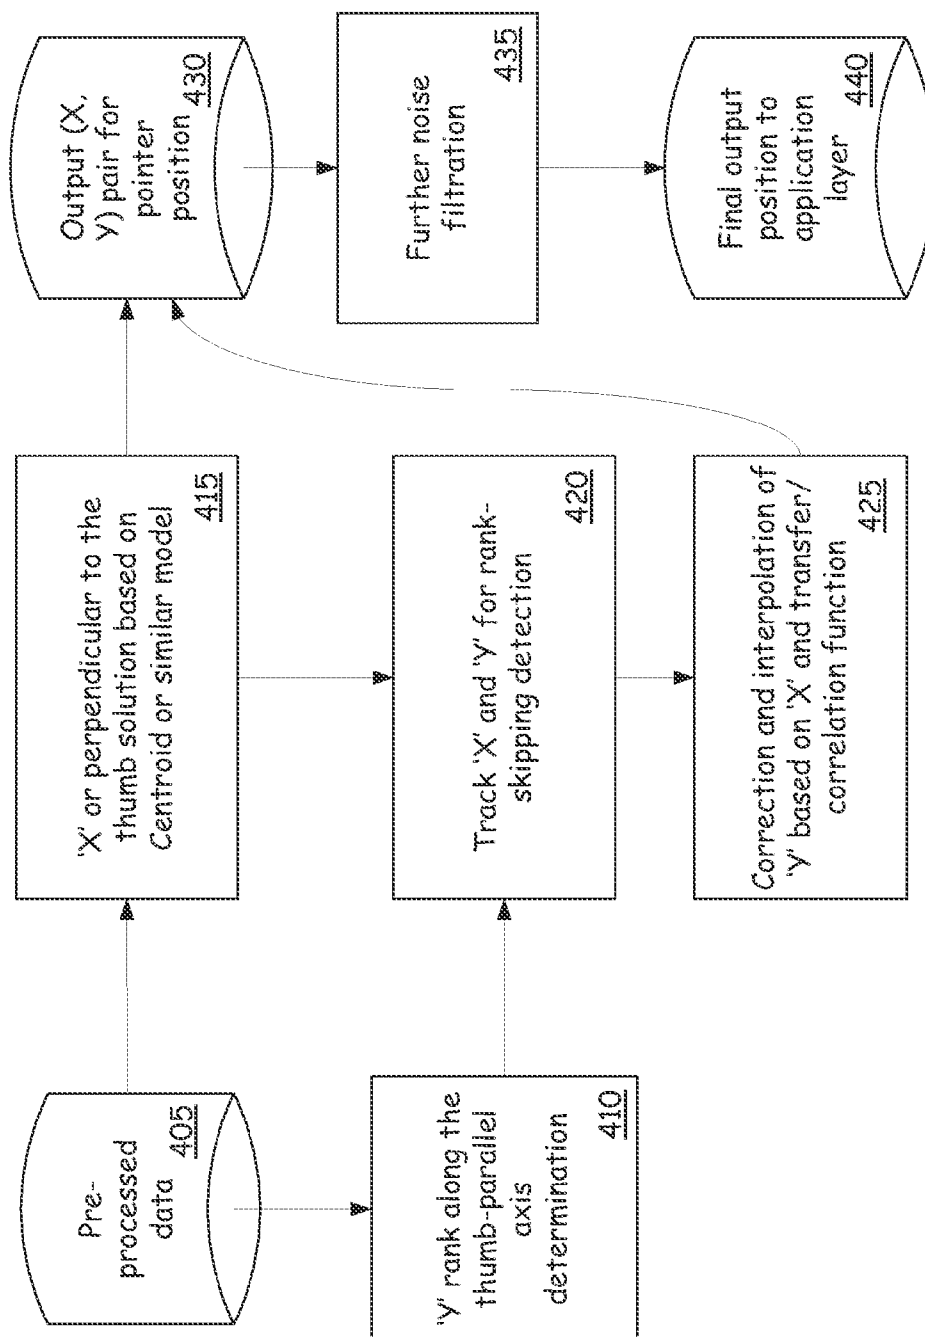 Pre-
processed
data
405
'Y' rank along the
thumb-parallel
axis
determination
410
'X' or perpendicular to the
thumb solution based on
Centroid or similar model
415
Track 'X' and 'Y' for rank-
skipping detection
420
Correction and interpolation of
'Y' based on 'X' and transfer/
correlation function
425
Output (X,
Y) pair for
pointer
position
430
Further noise
filtration
435
Final output
position to
application
layer
440